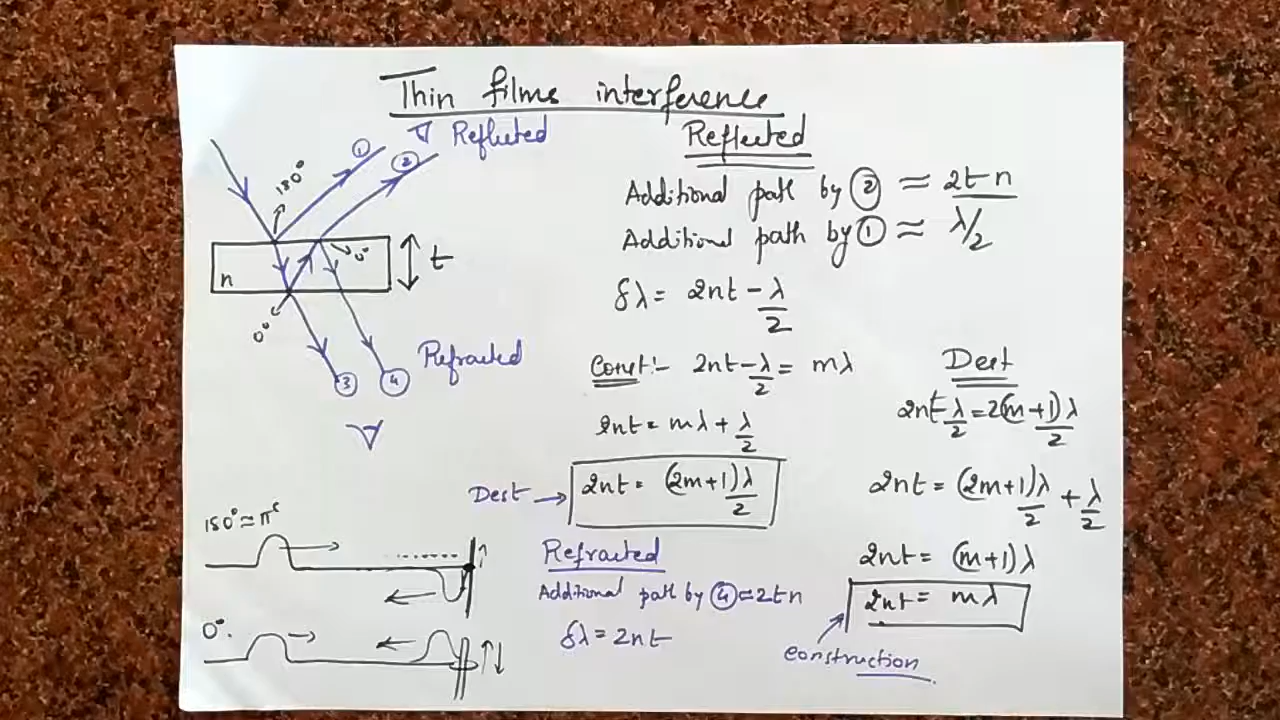 Thin films interference
▽ Reflected
Reflected
① ②
180°
Additional path by ② ≈ 2tn
Additional path by ① ≈ λ/2
n
0°
t
0°
δλ = 2nt - λ/2
Refracted
③ ④
Const:- 2nt - λ/2 = mλ
Dest
2nt - λ/2 = 2(m+1)λ/2
2nt = mλ + λ/2
Dest → 2nt = (2m+1)λ/2
2nt = (2m+1)λ/2 + λ/2
180° ≈ πᶜ
Refracted
2nt = (m+1)λ
Additional path by ④ = 2tn
2nt = mλ
0°.
δλ = 2nt
construction